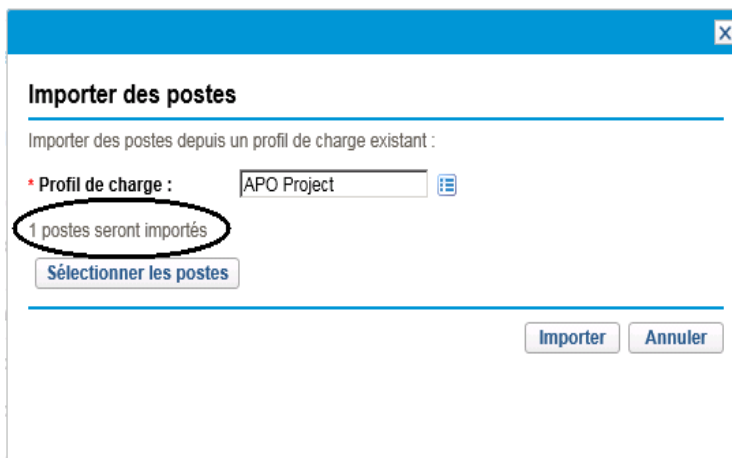 Importer des postes
Importer des postes depuis un profil de charge existant :
* Profil de charge : APO Project
1 postes seront importés
Sélectionner les postes
Importer Annuler